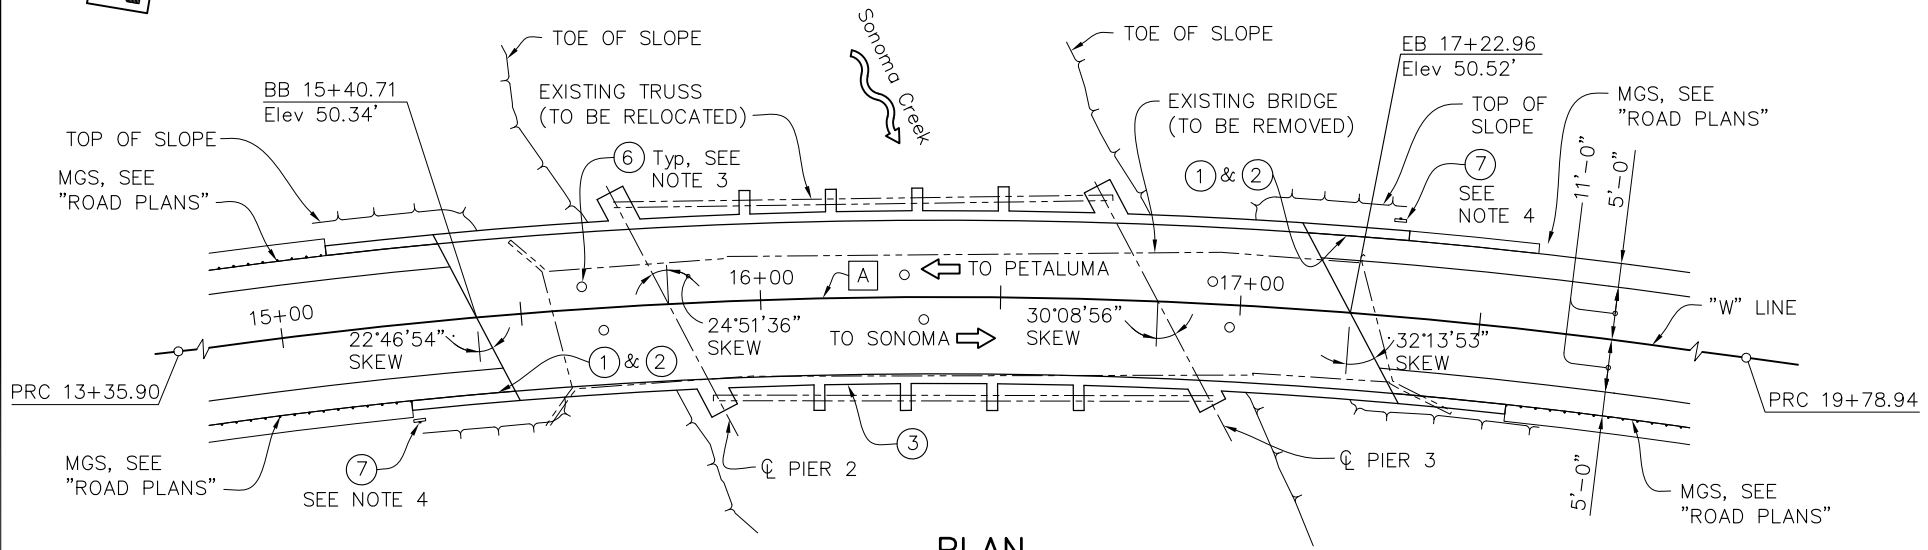 TOE OF SLOPE
Sonoma Creek
TOE OF SLOPE
EB 17+22.96
Elev 50.52'
BB 15+40.71
Elev 50.34'
EXISTING TRUSS
(TO BE RELOCATED)
EXISTING BRIDGE
(TO BE REMOVED)
TOP OF
SLOPE
MGS, SEE
"ROAD PLANS"
TOP OF SLOPE
MGS, SEE
"ROAD PLANS"
6 Typ, SEE
NOTE 3
1 & 2
7
SEE
NOTE 4
11'-0"
5'-0"
16+00
A
TO PETALUMA
17+00
"W" LINE
15+00
22°46'54"
SKEW
24°51'36"
SKEW
TO SONOMA
30°08'56"
SKEW
32°13'53"
SKEW
1 & 2
PRC 13+35.90
PRC 19+78.94
3
MGS, SEE
"ROAD PLANS"
7
SEE NOTE 4
℄ PIER 2
℄ PIER 3
5'-0"
MGS, SEE
"ROAD PLANS"
PLAN